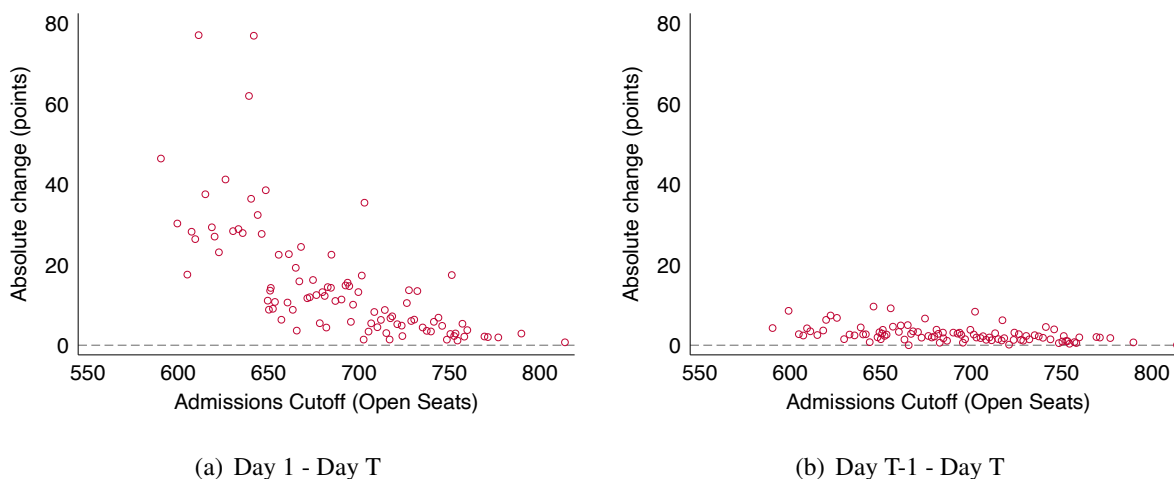 80
60
40
20
0
Absolute change (points)
550 600 650 700 750 800
Admissions Cutoff (Open Seats)
(a) Day 1 - Day T
80
60
40
20
0
Absolute change (points)
550 600 650 700 750 800
Admissions Cutoff (Open Seats)
(b) Day T-1 - Day T